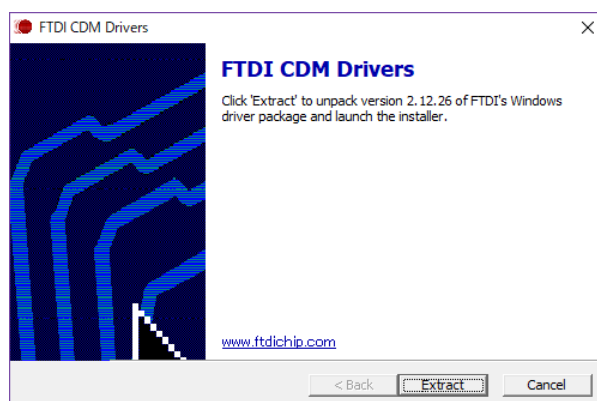 FTDI CDM Drivers
FTDI CDM Drivers
Click 'Extract' to unpack version 2.12.26 of FTDI's Windows
driver package and launch the installer.
www.ftdichip.com
< Back Extract Cancel